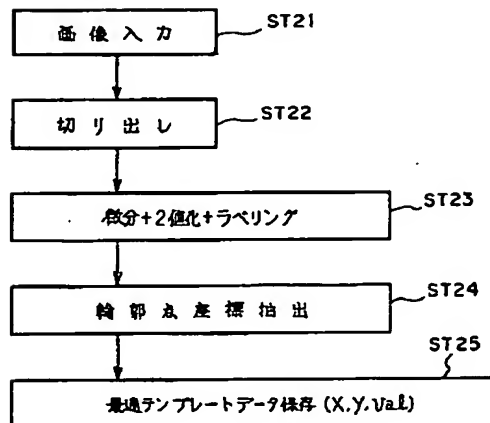 画像入力
ST21
切り出し
ST22
微分+2値化+ラベリング
ST23
輪郭点座標抽出
ST24
ST25
最適テンプレートデータ保存(X,Y,Val)